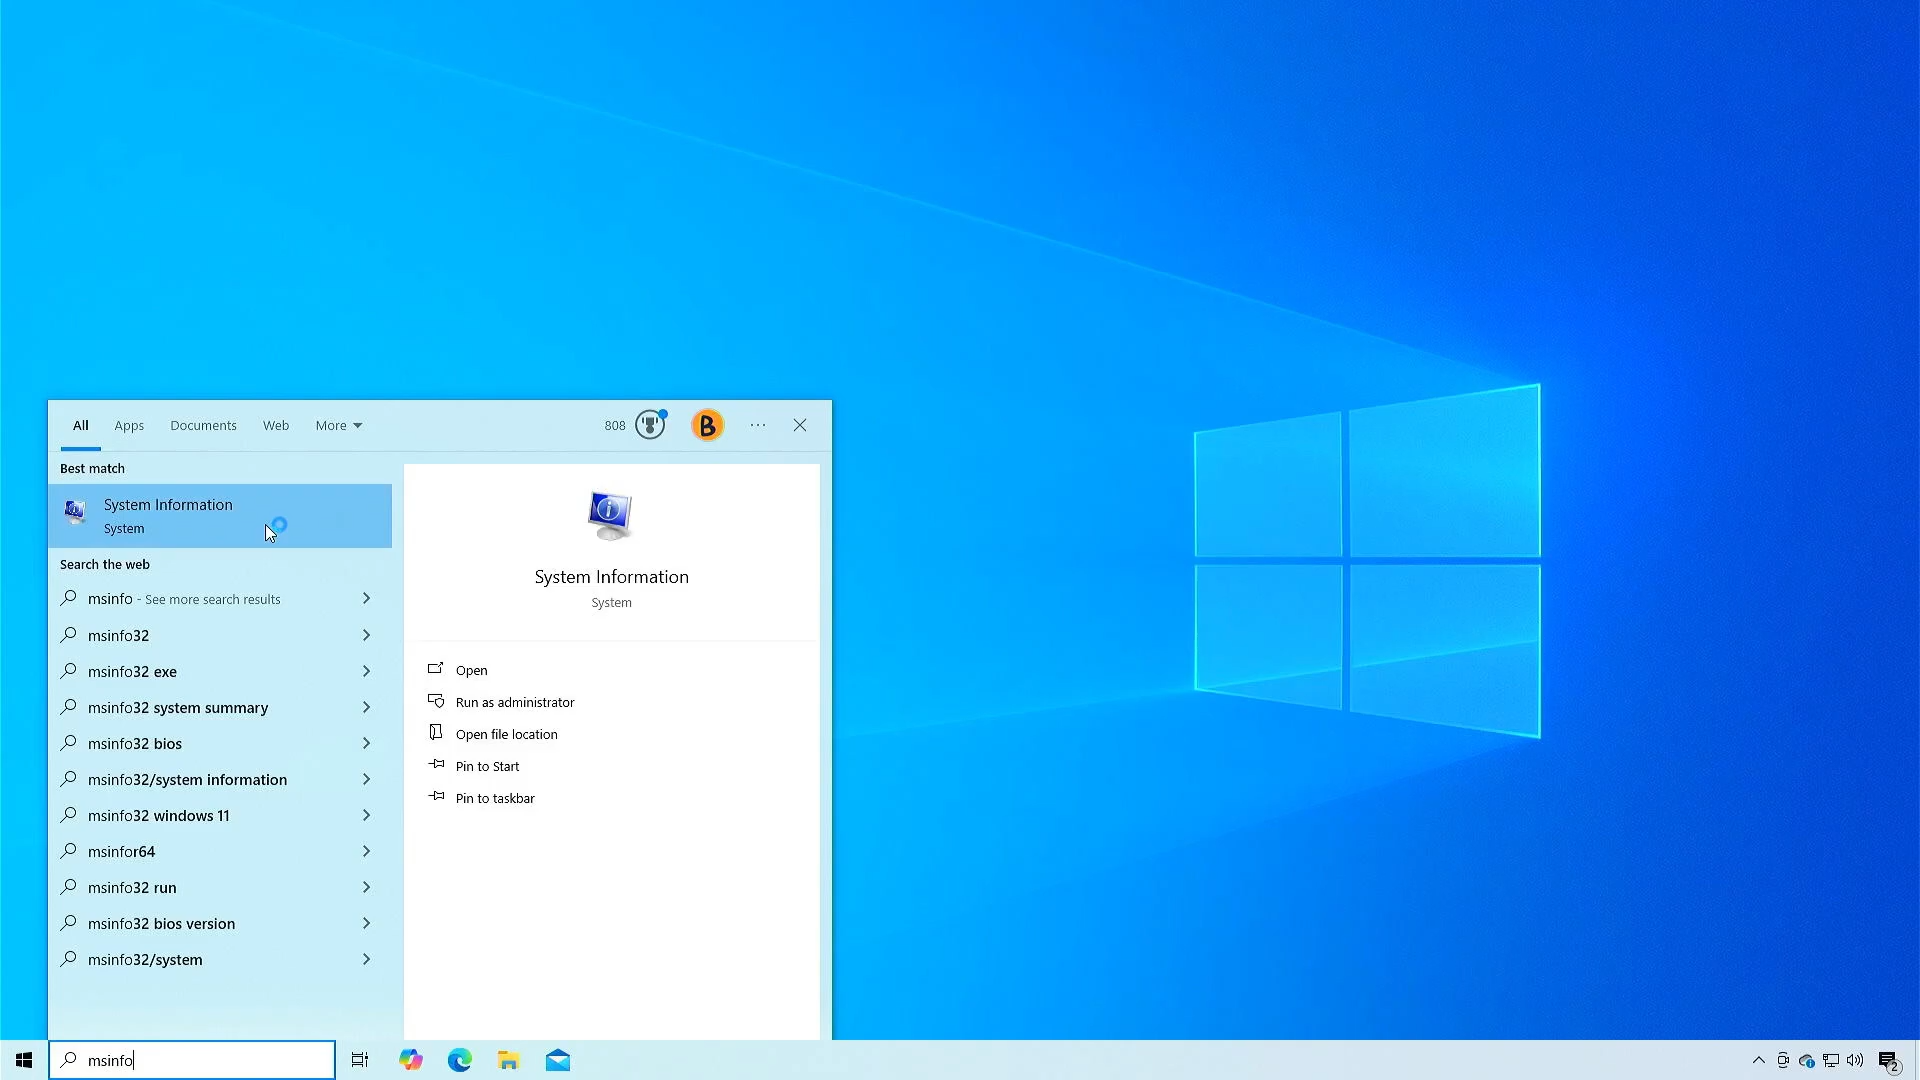 All Apps Documents Web More 808 B
Best match
System Information
System
Search the web
msinfo - See more search results
msinfo32
msinfo32 exe
msinfo32 system summary
msinfo32 bios
msinfo32/system information
msinfo32 windows 11
msinfor64
msinfo32 run
msinfo32 bios version
msinfo32/system
System Information
System
Open
Run as administrator
Open file location
Pin to Start
Pin to taskbar
msinfo
2